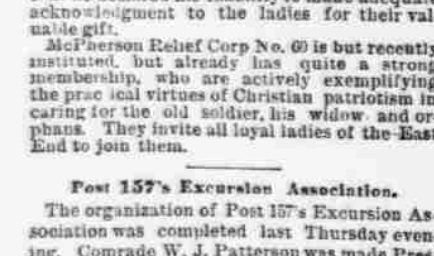 acknowledgment to the ladies for their val
uable gift.
McPherson Relief Corp No. 60 is but recently
instituted, but already has quite a strong
membership, who are actively exemplifying
the prac ical virtues of Christian patriotism in
caring for the old soldier, his widow and or
phans. They invite all loyal ladies of the East
End to join them.
Post 157's Excursion Association.
The organization of Post 157's Excursion As
sociation was completed last Thursday even
ing. Comrade W. J. Patterson was made Pres